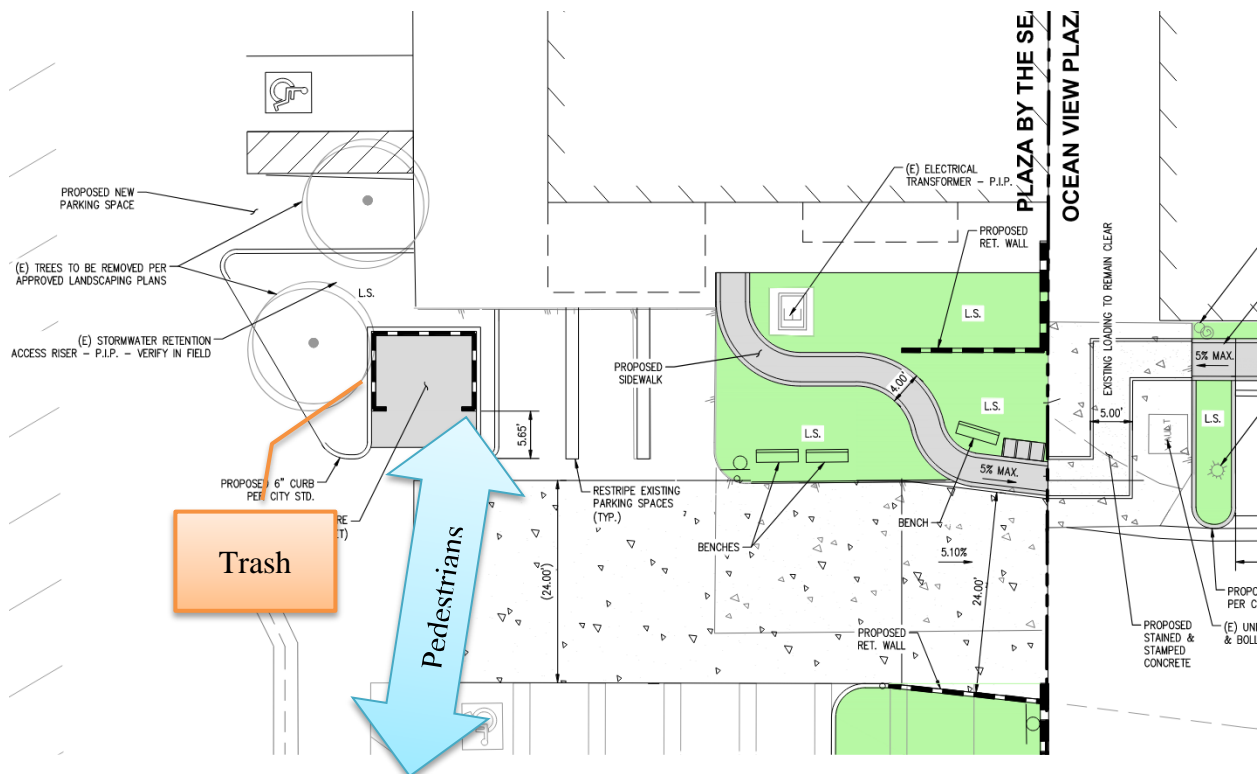 PLAZA BY THE SEA
OCEAN VIEW PLAZ
(E) ELECTRICAL
TRANSFORMER - P.I.P.
PROPOSED NEW
PARKING SPACE
PROPOSED
RET. WALL
(E) TREES TO BE REMOVED PER
APPROVED LANDSCAPING PLANS
L.S.
(E) STORMWATER RETENTION
ACCESS RISER - P.I.P. - VERIFY IN FIELD
L.S.
EXISTING LOADING TO REMAIN CLEAR
5% MAX.
PROPOSED
SIDEWALK
4.00'
L.S.
L.S.
5.00'
L.S.
5.65'
5% MAX.
PROPOSED 6" CURB
PER CITY STD.
RESTRIPE EXISTING
PARKING SPACES
(TYP.)
BENCH
BENCHES
RE
T)
Trash
Pedestrians
(24.00')
5.10%
24.00'
PROPOSED
RET. WALL
PROPOSED
STAINED &
STAMPED
CONCRETE
PROPO
PER C
(E) UN
& BOLL